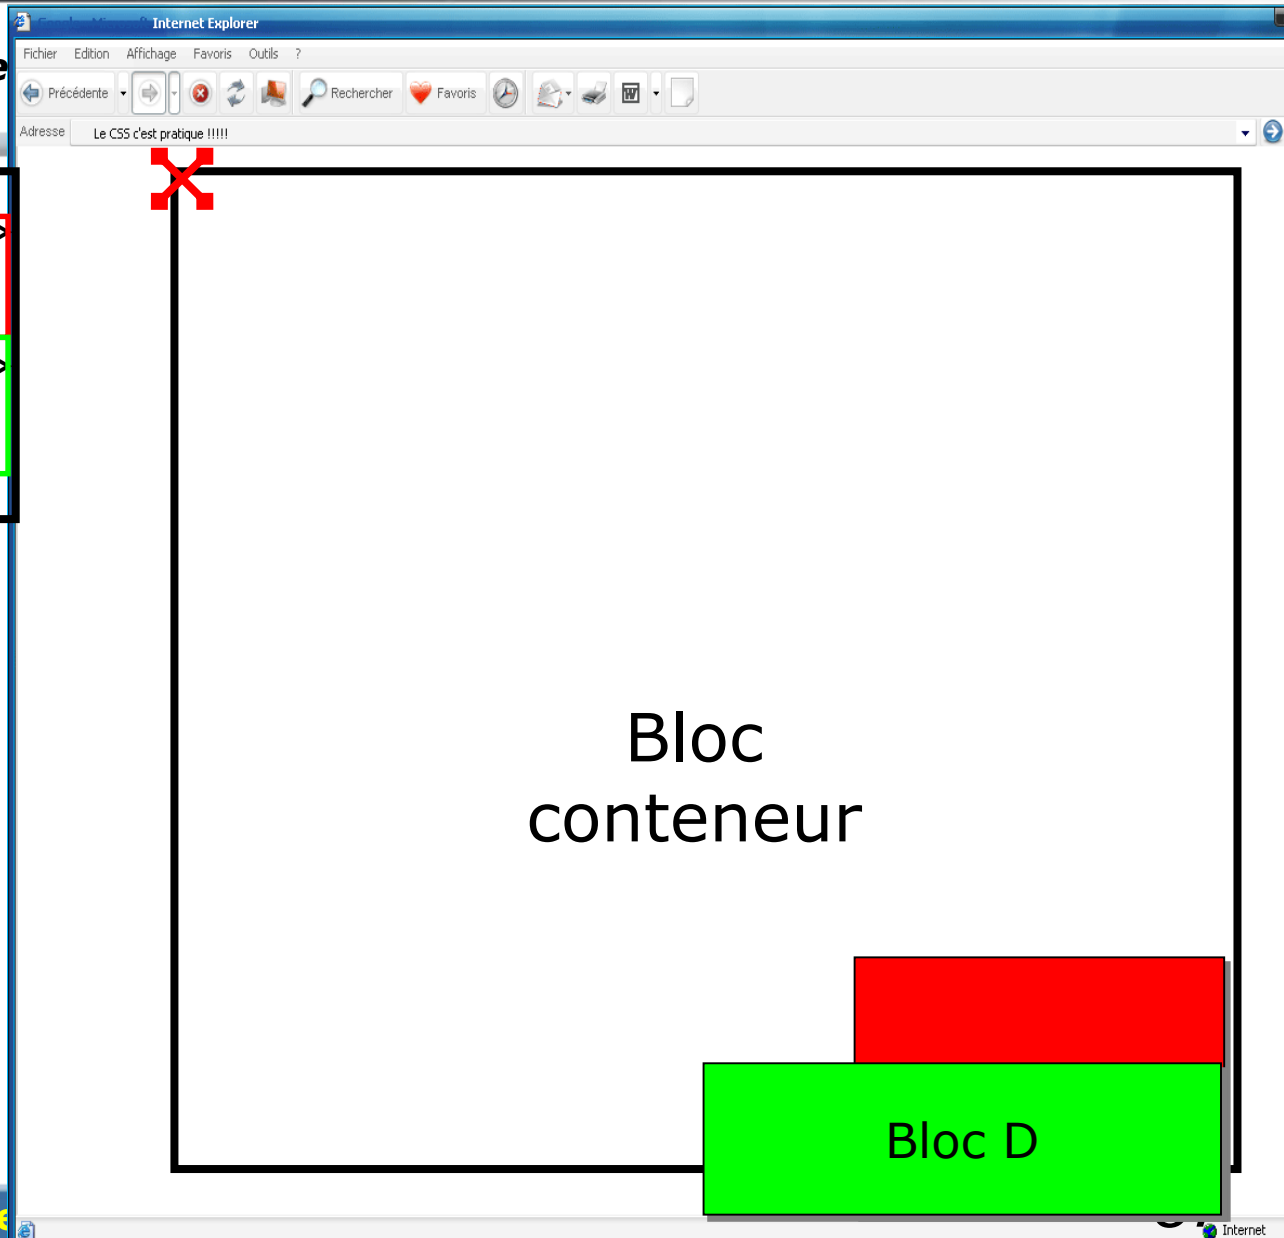 Internet Explorer
e
Fichier Edition Affichage Favoris Outils ?
Précédente Rechercher Favoris
Adresse Le CSS c'est pratique !!!!!
>
>
Bloc
conteneur
Bloc D
e
Internet